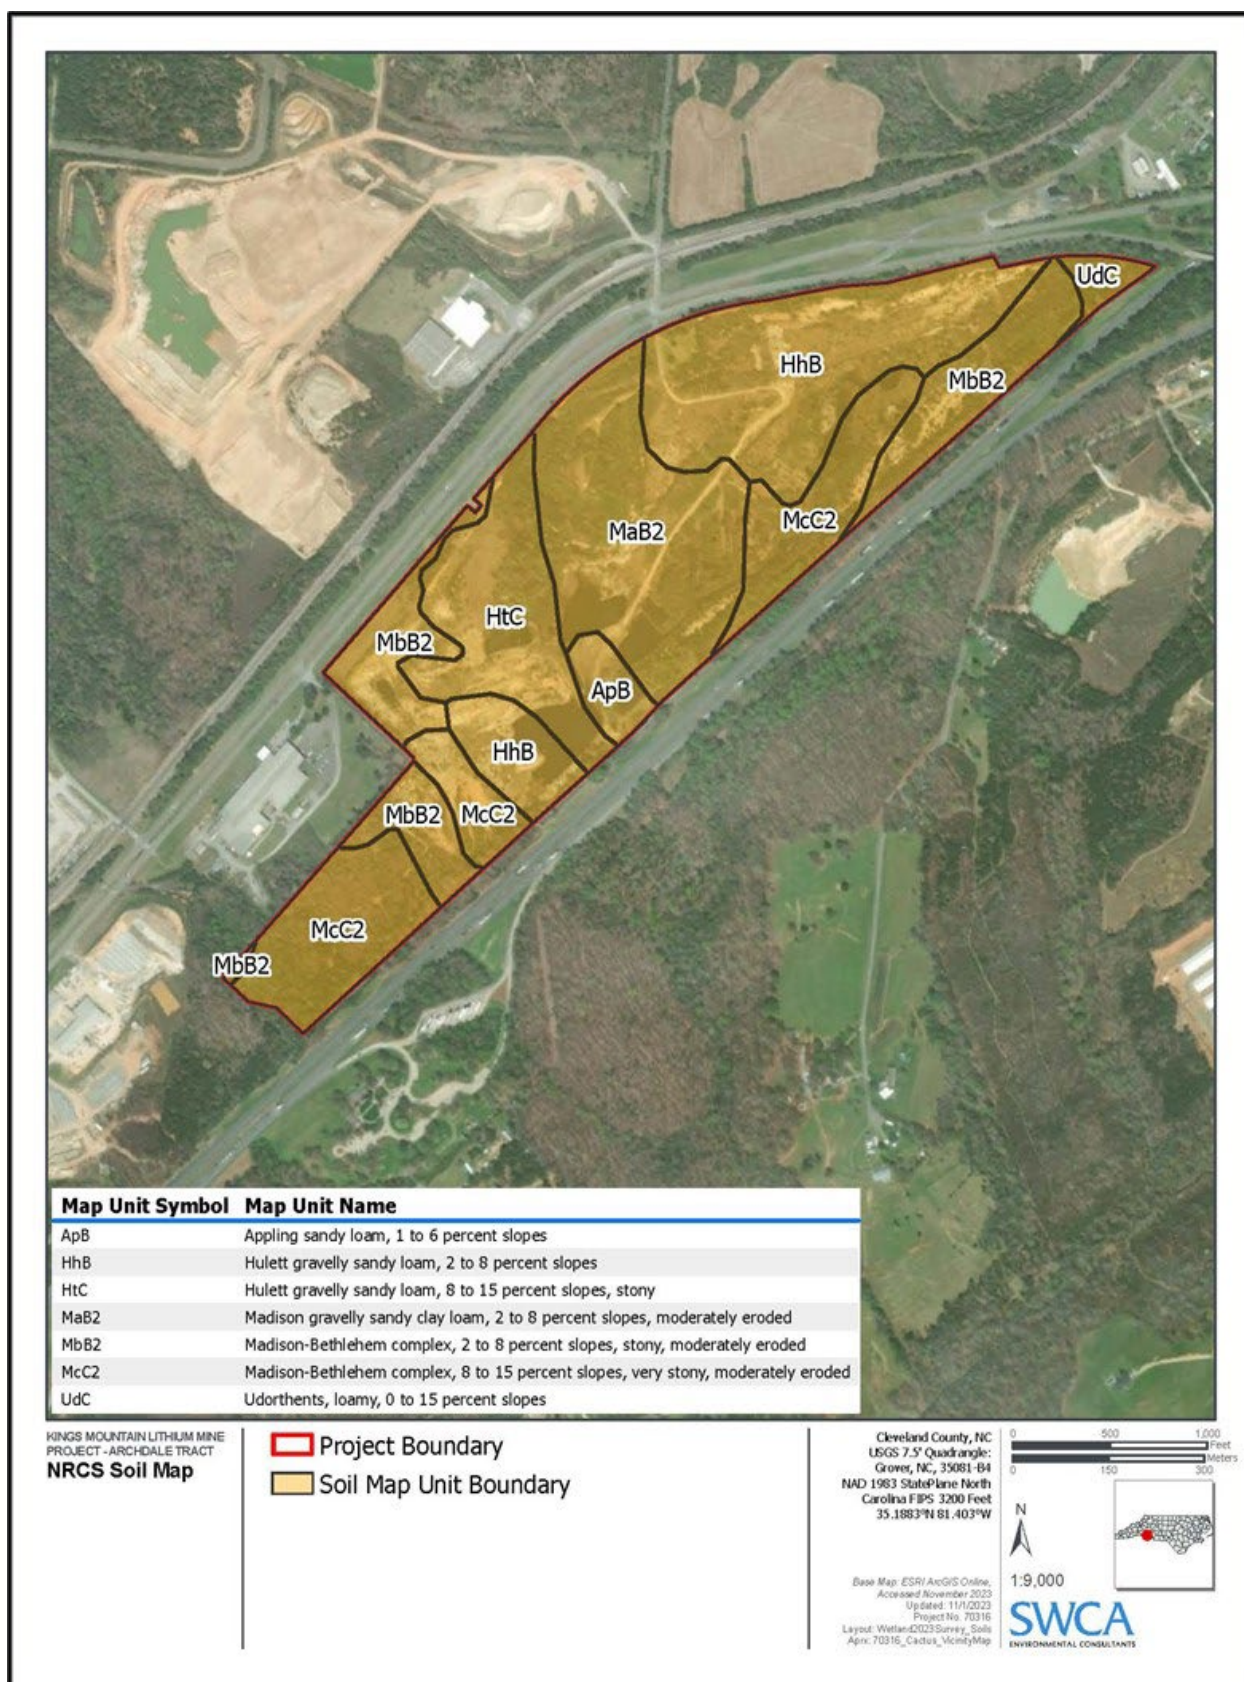 UdC
HhB
MbB2
McC2
MaB2
HtC
MbB2
ApB
HhB
MbB2
McC2
McC2
MbB2
Map Unit Symbol Map Unit Name
ApB Appling sandy loam, 1 to 6 percent slopes
HhB Hulett gravelly sandy loam, 2 to 8 percent slopes
HtC Hulett gravelly sandy loam, 8 to 15 percent slopes, stony
MaB2 Madison gravelly sandy clay loam, 2 to 8 percent slopes, moderately eroded
MbB2 Madison-Bethlehem complex, 2 to 8 percent slopes, stony, moderately eroded
McC2 Madison-Bethlehem complex, 8 to 15 percent slopes, very stony, moderately eroded
UdC Udorthents, loamy, 0 to 15 percent slopes
KINGS MOUNTAIN LITHIUM MINE
PROJECT - ARCHDALE TRACT
NRCS Soil Map
Project Boundary
Soil Map Unit Boundary
Cleveland County, NC
USGS 7.5' Quadrangle:
Grover, NC, 35081-B4
NAD 1983 StatePlane North
Carolina FIPS 3200 Feet
35.1883°N 81.403°W
Base Map: ESRI ArcGIS Online,
Accessed November 2023
Updated: 11/1/2023
Project No. 70316
Layout: Wetland2023Survey_Soils
Aprx: 70316_Cactus_VicinityMap
0 500 1,000
Feet
Meters
0 150 300
N
1:9,000
SWCA
ENVIRONMENTAL CONSULTANTS